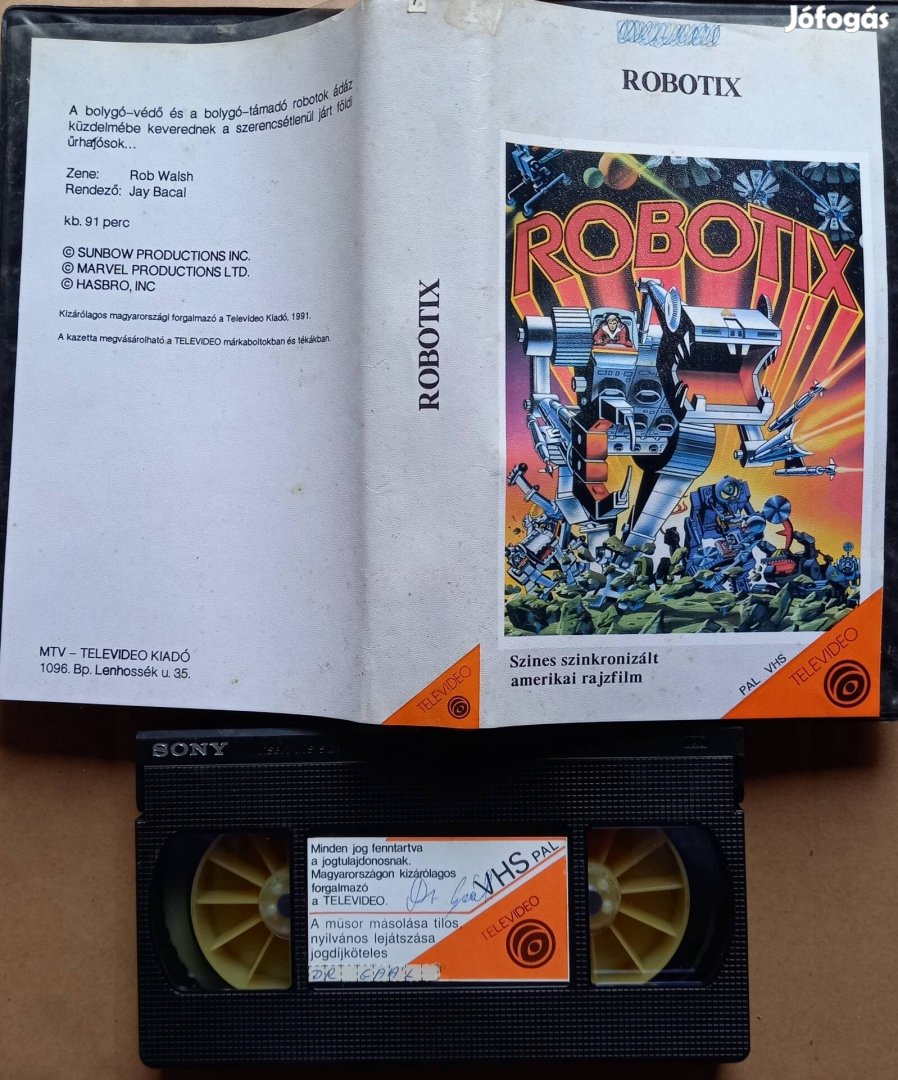 Jófogás
A bolygó-védő és a bolygó-támadó robotok ádáz
küzdelmébe keverednek a szerencsétlenül járt földi
űrhajósok...
Zene: Rob Walsh
Rendező: Jay Bacal
kb. 91 perc
© SUNBOW PRODUCTIONS INC.
© MARVEL PRODUCTIONS LTD.
© HASBRO, INC
Kizárólagos magyarországi forgalmazó a Televideo Kiadó, 1991.
A kazetta megvásárolható a TELEVIDEO márkaboltokban és tékákban.
MTV – TELEVIDEO KIADÓ
1096. Bp. Lenhossék u. 35.
ROBOTIX
TELEVIDEO
ROBOTIX
ROBOTIX
Szines szinkronizált
amerikai rajzfilm
PAL VHS
TELEVIDEO
SONY
Minden jog fenntartva
a jogtulajdonosnak.
Magyarországon kizárólagos
forgalmazó
a TELEVIDEO.
VHS PAL
A műsor másolása tilos,
nyilvános lejátszása
jogdíjköteles
TELEVIDEO
DR GAÁL